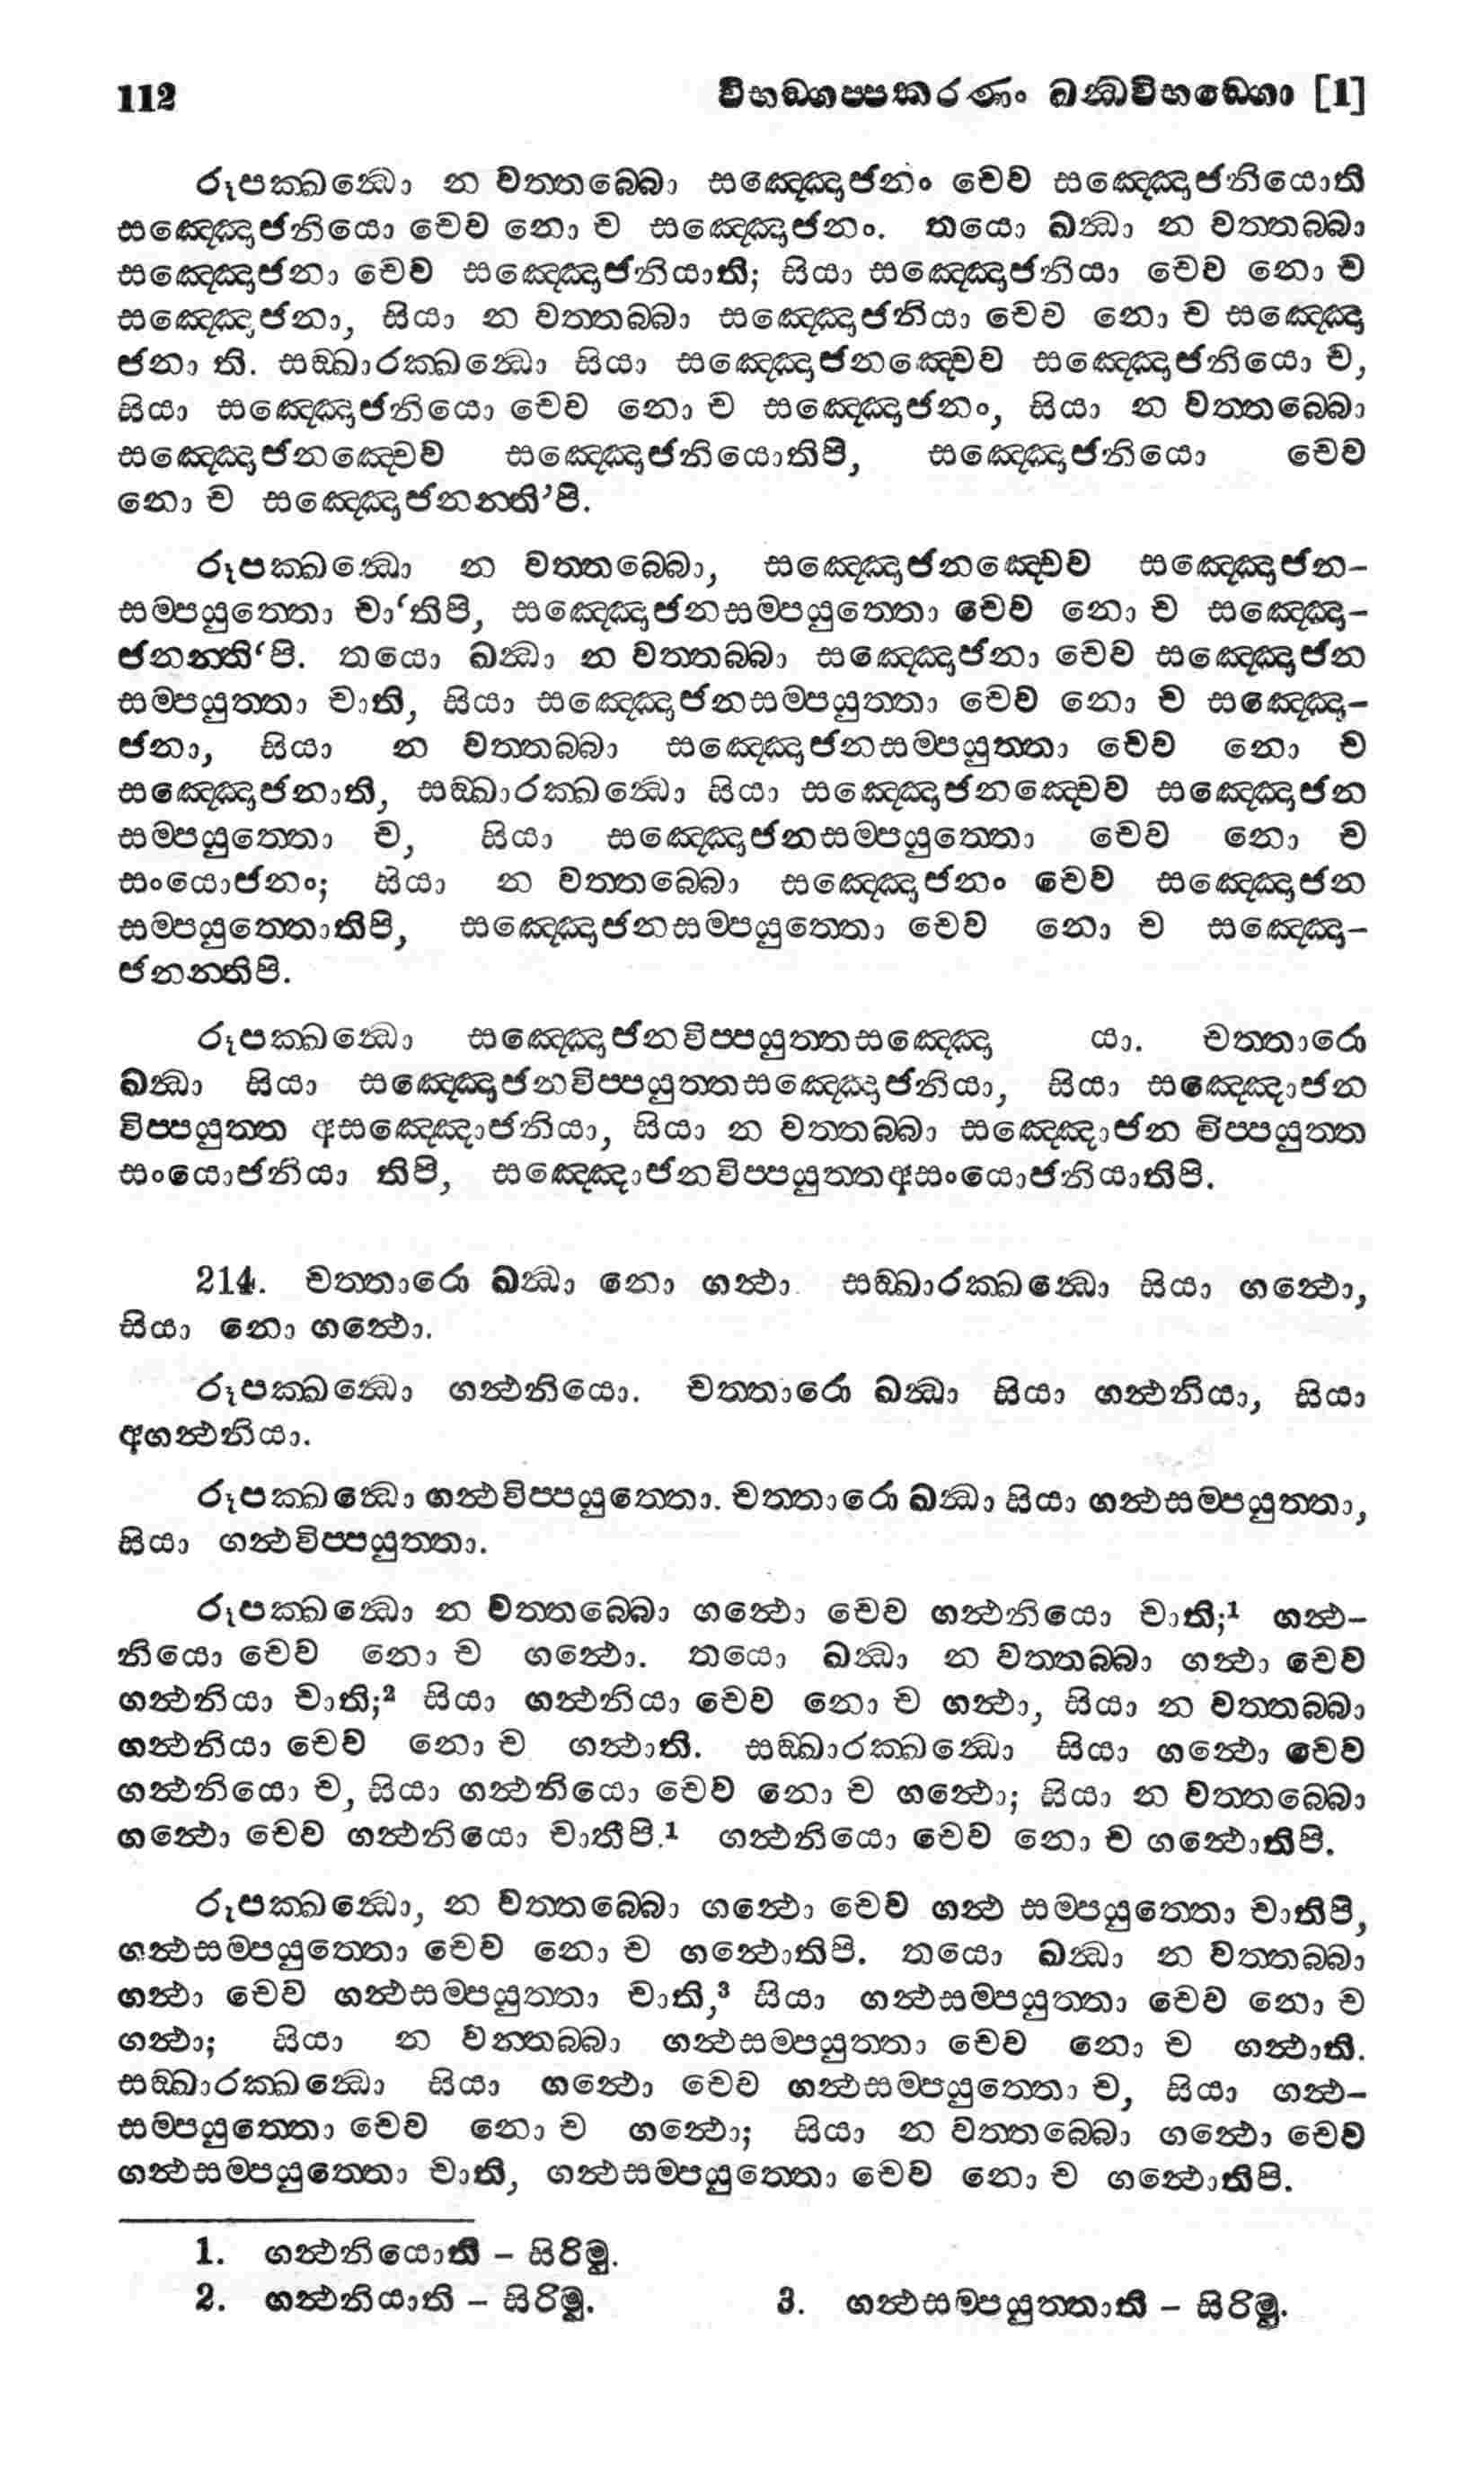 112 විභඞ්ගප්පකරණං ඛන්ධවිභඞ්ගො [1]
රූපක්ඛන්ධො න වත්තබ්බො සඤ්ඤොජනං චෙව සඤ්ඤොජනියොති
සඤ්ඤොජනියො චෙව නො ච සඤ්ඤොජනං. තයො ඛන්ධා න වත්තබ්බා
සඤ්ඤොජනා චෙව සඤ්ඤොජනියාති; සියා සඤ්ඤොජනියා චෙව නො ච
සඤ්ඤොජනා, සියා න වත්තබ්බා සඤ්ඤොජනියා චෙව නො ච සඤ්ඤො
ජනා ති. සඞ්ඛාරක්ඛන්ධො සියා සඤ්ඤොජනඤ්චෙව සඤ්ඤොජනියො ච,
සියා සඤ්ඤොජනියො චෙව නො ච සඤ්ඤොජනං, සියා න වත්තබ්බො
සඤ්ඤොජනඤ්චෙව සඤ්ඤොජනියොතිපි, සඤ්ඤොජනියො චෙව
නො ච සඤ්ඤොජනන්ති’පි.
රූපක්ඛන්ධො න වත්තබ්බො, සඤ්ඤොජනඤ්චෙව සඤ්ඤොජන-
සම්පයුත්තො චා‘තිපි, සඤ්ඤොජනසම්පයුත්තො චෙව නො ච සඤ්ඤො-
ජනන්ති‘පි. තයො ඛන්ධා න වත්තබ්බා සඤ්ඤොජනා චෙව සඤ්ඤොජන
සම්පයුත්තා චාති, සියා සඤ්ඤොජනසම්පයුත්තා චෙව නො ච සඤ්ඤො-
ජනා, සියා න වත්තබ්බා සඤ්ඤොජනසම්පයුත්තා චෙව නො ච
සඤ්ඤොජනාති, සඞ්ඛාරක්ඛන්ධො සියා සඤ්ඤොජනඤ්චෙව සඤ්ඤොජන
සම්පයුත්තො ච, සියා සඤ්ඤොජනසම්පයුත්තො චෙව නො ච
සංයොජනං; සියා න වත්තබ්බො සඤ්ඤොජනං චෙව සඤ්ඤොජන
සම්පයුත්තොතිපි, සඤ්ඤොජනසම්පයුත්තො චෙව නො ච සඤ්ඤො-
ජනන්තිපි.
රූපක්ඛන්ධො සඤ්ඤොජනවිප්පයුත්තසඤ්ඤො යා. චත්තාරො
ඛන්ධා සියා සඤ්ඤොජනවිප්පයුත්තසඤ්ඤොජනියා, සියා සඤ්ඤොජන
විප්පයුත්ත අසඤ්ඤොජනියා, සියා න වත්තබ්බා සඤ්ඤොජන විප්පයුත්ත
සංයොජනියා තිපි, සඤ්ඤොජනවිප්පයුත්තඅසංයොජනියාතිපි.
214. චත්තාරො ඛන්ධා නො ගන්ථා සඞ්ඛාරක්ඛන්ධො සියා ගන්ථො,
සියා නො ගන්ථො.
රූපක්ඛන්ධො ගන්ථනියො. චත්තාරො ඛන්ධා සියා ගන්ථනියා, සියා
අගන්ථනියා.
රූපක්ඛන්ධො ගන්ථවිප්පයුත්තො. චත්තාරො ඛන්ධා සියා ගන්ථසම්පයුත්තා,
සියා ගන්ථවිප්පයුත්තා.
රූපක්ඛන්ධො න වත්තබ්බො ගන්ථො චෙව ගන්ථනියො චාති;¹ ගන්ථ-
නියො චෙව නො ච ගන්ථො. තයො ඛන්ධා න වත්තබ්බා ගන්ථා චෙව
ගන්ථනියා චාති;² සියා ගන්ථනියා චෙව නො ච ගන්ථා, සියා න වත්තබ්බා
ගන්ථනියා චෙව නො ච ගන්ථාති. සඞ්ඛාරක්ඛන්ධො සියා ගන්ථො චෙව
ගන්ථනියො ච, සියා ගන්ථනියො චෙව නො ච ගන්ථො; සියා න වත්තබ්බො
ගන්ථො චෙව ගන්ථනියො චාතීපි.¹ ගන්ථනියො චෙව නො ච ගන්ථොතිපි.
රූපක්ඛන්ධො, න වත්තබ්බො ගන්ථො චෙව ගන්ථ සම්පයුත්තො චාතිපි,
ගන්ථසම්පයුත්තො චෙව නො ච ගන්ථොතිපි. තයො ඛන්ධා න වත්තබ්බා
ගන්ථා චෙව ගන්ථසම්පයුත්තා චාති,³ සියා ගන්ථසම්පයුත්තා චෙව නො ච
ගන්ථා; සියා න වත්තබ්බා ගන්ථසම්පයුත්තා චෙව නො ච ගන්ථාති.
සඞ්ඛාරක්ඛන්ධො සියා ගන්ථො චෙව ගන්ථසම්පයුත්තො ච, සියා ගන්ථ-
සම්පයුත්තො චෙව නො ච ගන්ථො; සියා න වත්තබ්බො ගන්ථො චෙව
ගන්ථසම්පයුත්තො චාති, ගන්ථසම්පයුත්තො චෙව නො ච ගන්ථොතිපි.
1. ගන්ථනියොති – සිරිමු.
2. ගන්ථනියාති – සිරිමු. 3. ගන්ථසම්පයුත්තාති – සිරිමු.